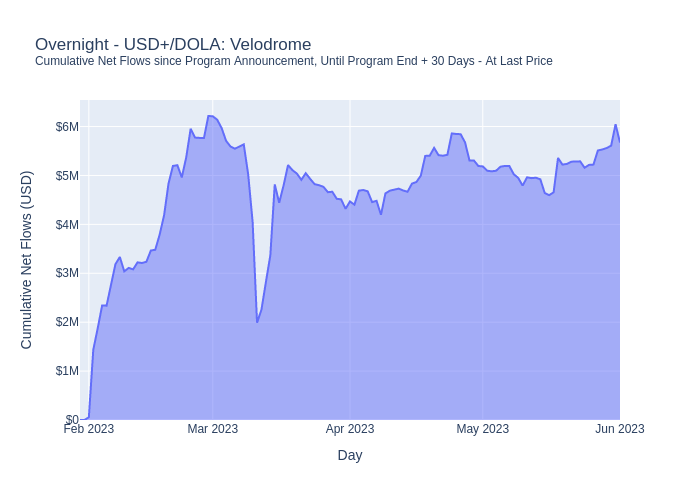 Overnight - USD+/DOLA: Velodrome
Cumulative Net Flows since Program Announcement, Until Program End + 30 Days - At Last Price
Cumulative Net Flows (USD)
$6M
$5M
$4M
$3M
$2M
$1M
$0
Feb 2023 Mar 2023 Apr 2023 May 2023 Jun 2023
Day